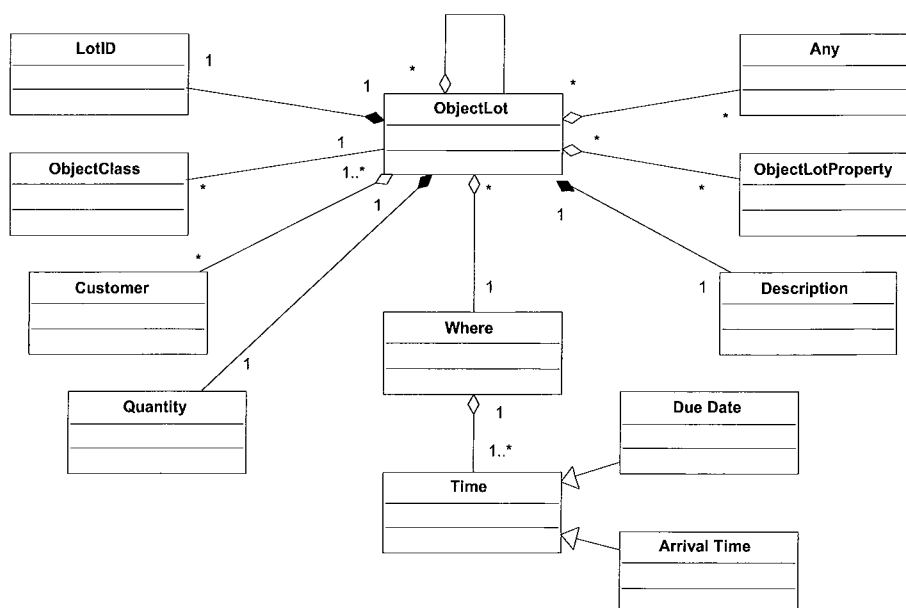 LotID
1
*
1
*
Any
*
ObjectLot
ObjectClass
1
*
*
1..*
*
ObjectLotProperty
*
1
*
1
Customer
*
1
1
Description
Where
Quantity
1
1
Due Date
1..*
Time
Arrival Time